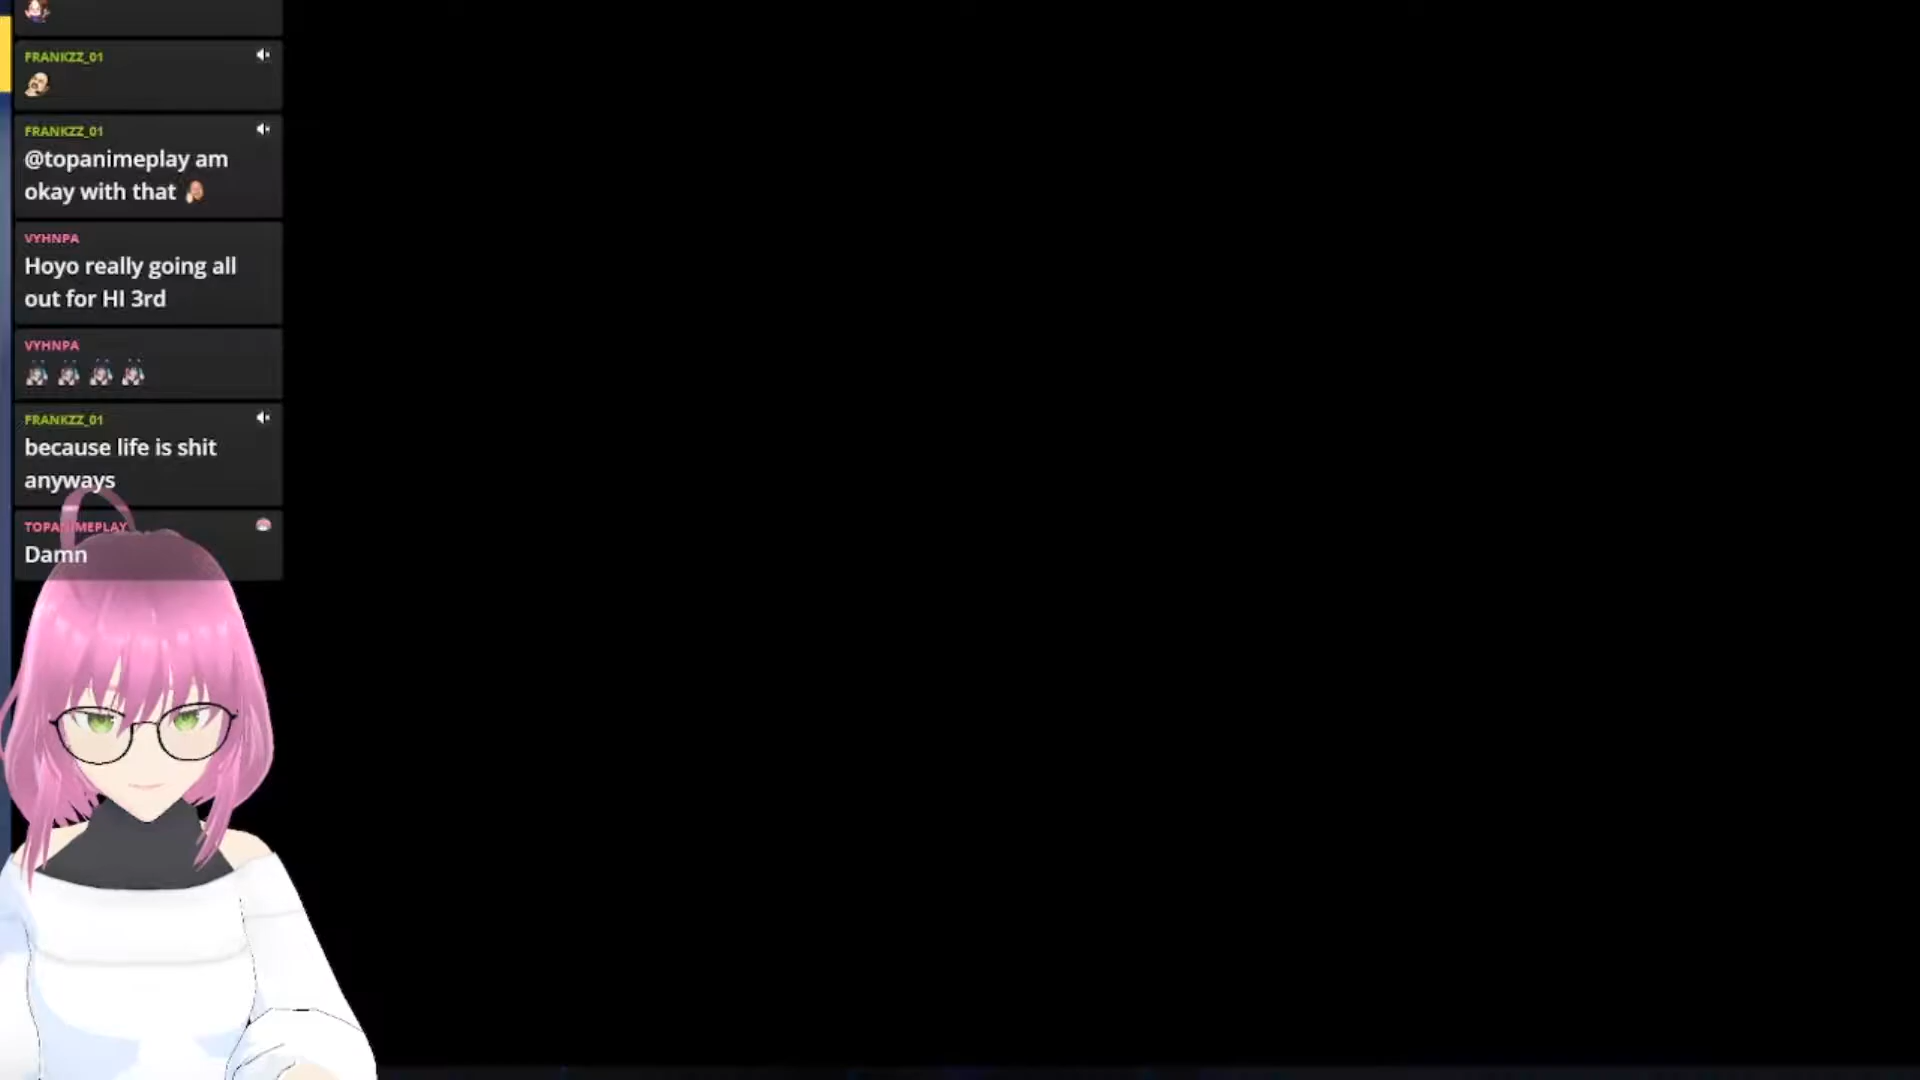 FRANKZZ_01
FRANKZZ_01
@topanimeplay am
okay with that
VYHNPA
Hoyo really going all
out for HI 3rd
VYHNPA
FRANKZZ_01
because life is shit
anyways
TOPANIMEPLAY
Damn